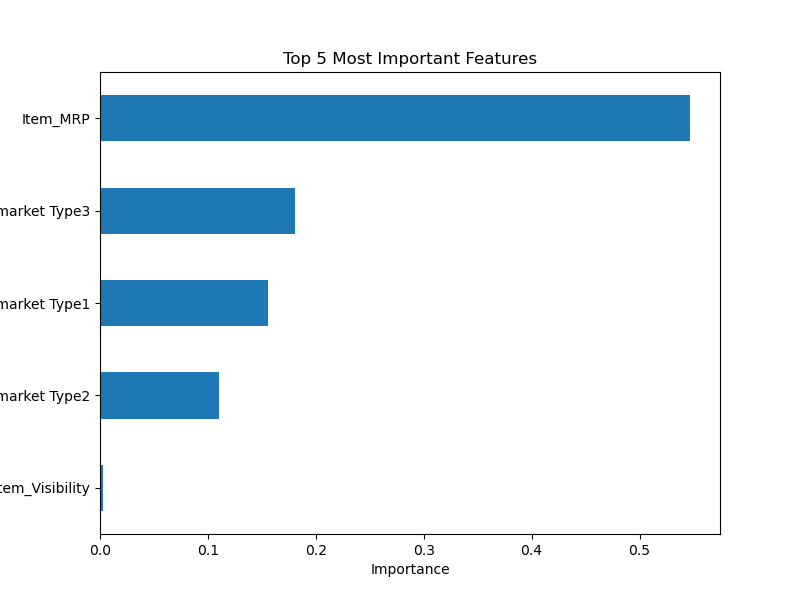 Top 5 Most Important Features
Item_MRP
market Type3
market Type1
market Type2
tem_Visibility
0.0 0.1 0.2 0.3 0.4 0.5
Importance